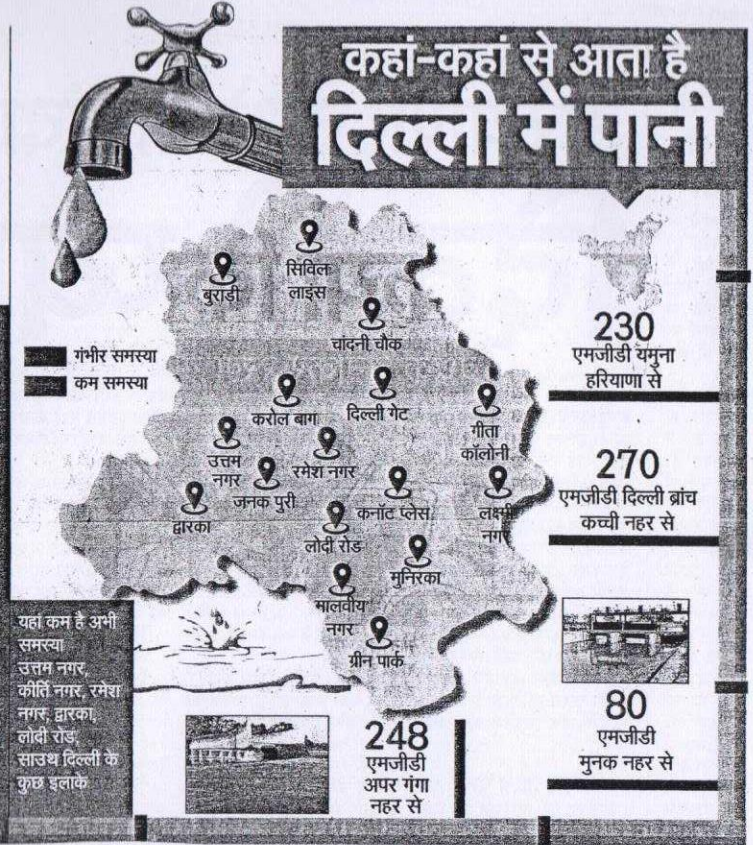 कहां-कहां से आता है
दिल्ली में पानी
बुराड़ी
सिविल
लाइंस
चांदनी चौक
गंभीर समस्या
कम समस्या
करोल बाग
दिल्ली गेट
गीता
कॉलोनी
उत्तम
नगर
रमेश नगर
जनक पुरी
द्वारका
कनॉट प्लेस
लक्ष्मी
नगर
लोदी रोड
मुनिरका
मालवीय
नगर
ग्रीन पार्क
230
एमजीडी यमुना
हरियाणा से
270
एमजीडी दिल्ली ब्रांच
कच्ची नहर से
80
एमजीडी
मुनक नहर से
248
एमजीडी
अपर गंगा
नहर से
यहां कम है अभी
समस्या
उत्तम नगर,
कीर्ति नगर, रमेश
नगर, द्वारका,
लोदी रोड,
साउथ दिल्ली के
कुछ इलाके